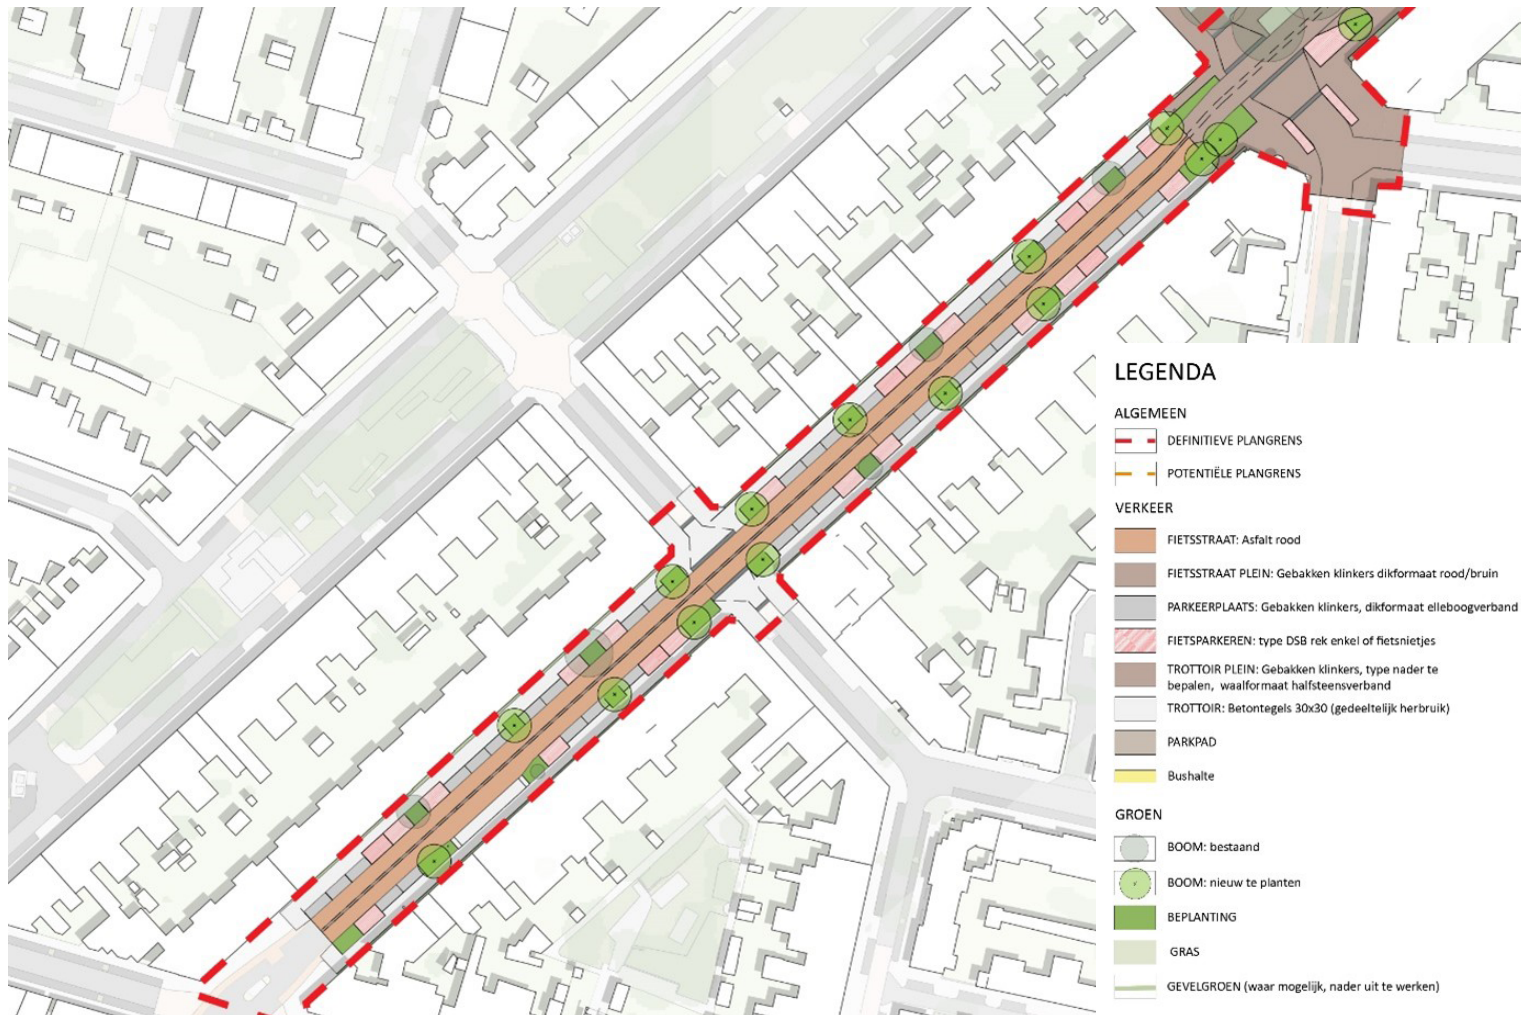 LEGENDA
ALGEMEEN
DEFINITIEVE PLANGRENS
POTENTIËLE PLANGRENS
VERKEER
FIETSSTRAAT: Asfalt rood
FIETSSTRAAT PLEIN: Gebakken klinkers dikformaat rood/bruin
PARKEERPLAATS: Gebakken klinkers, dikformaat elleboogverband
FIETSPARKEREN: type DSB rek enkel of fietsnietjes
TROTTOIR PLEIN: Gebakken klinkers, type nader te
bepalen, waalformaat halfsteensverband
TROTTOIR: Betontegels 30x30 (gedeeltelijk herbruik)
PARKPAD
Bushalte
GROEN
BOOM: bestaand
BOOM: nieuw te planten
BEPLANTING
GRAS
GEVELGROEN (waar mogelijk, nader uit te werken)